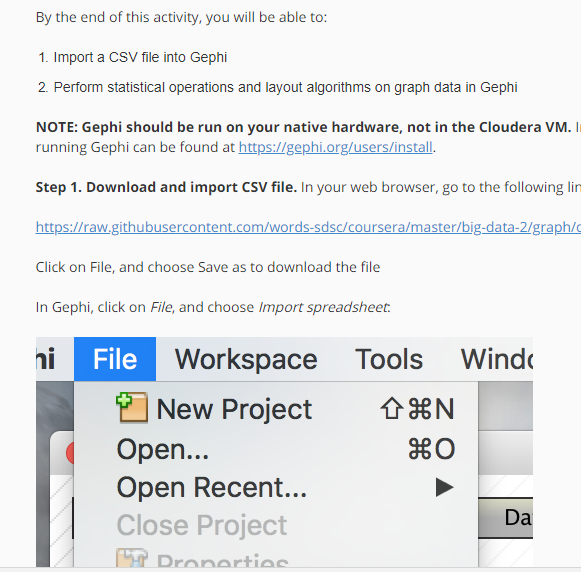 By the end of this activity, you will be able to:
1. Import a CSV file into Gephi
2. Perform statistical operations and layout algorithms on graph data in Gephi
NOTE: Gephi should be run on your native hardware, not in the Cloudera VM.
running Gephi can be found at https://gephi.org/users/install.
Step 1. Download and import CSV file. In your web browser, go to the following lin
https://raw.githubusercontent.com/words-sdsc/coursera/master/big-data-2/graph/
Click on File, and choose Save as to download the file
In Gephi, click on File, and choose Import spreadsheet:
hi File Workspace Tools Windo
New Project ⇧⌘N
Open... ⌘O
Open Recent... ▶
Da
Close Project
Properties